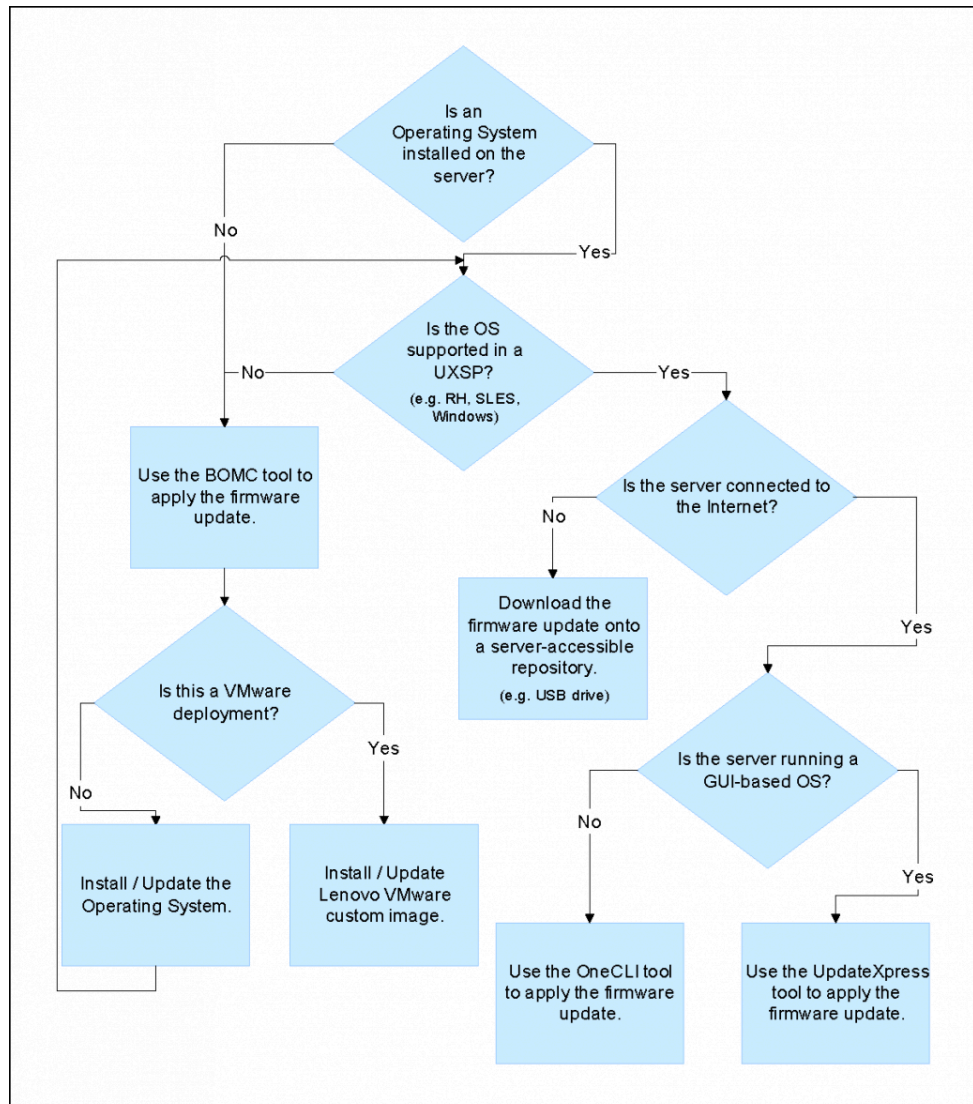 Is an
Operating System
installed on the
server?
No
Yes
Is the OS
supported in a
UXSP?
(e.g. RH, SLES,
Windows)
No
Yes
Use the BOMC tool to
apply the firmware
update.
Is the server connected to
the Internet?
No
Yes
Download the
firmware update onto
a server-accessible
repository.
(e.g. USB drive)
Is this a VMware
deployment?
No
Yes
Is the server running a
GUI-based OS?
No
Yes
Install / Update the
Operating System.
Install / Update
Lenovo VMware
custom image.
Use the OneCLI tool
to apply the firmware
update.
Use the UpdateXpress
tool to apply the
firmware update.